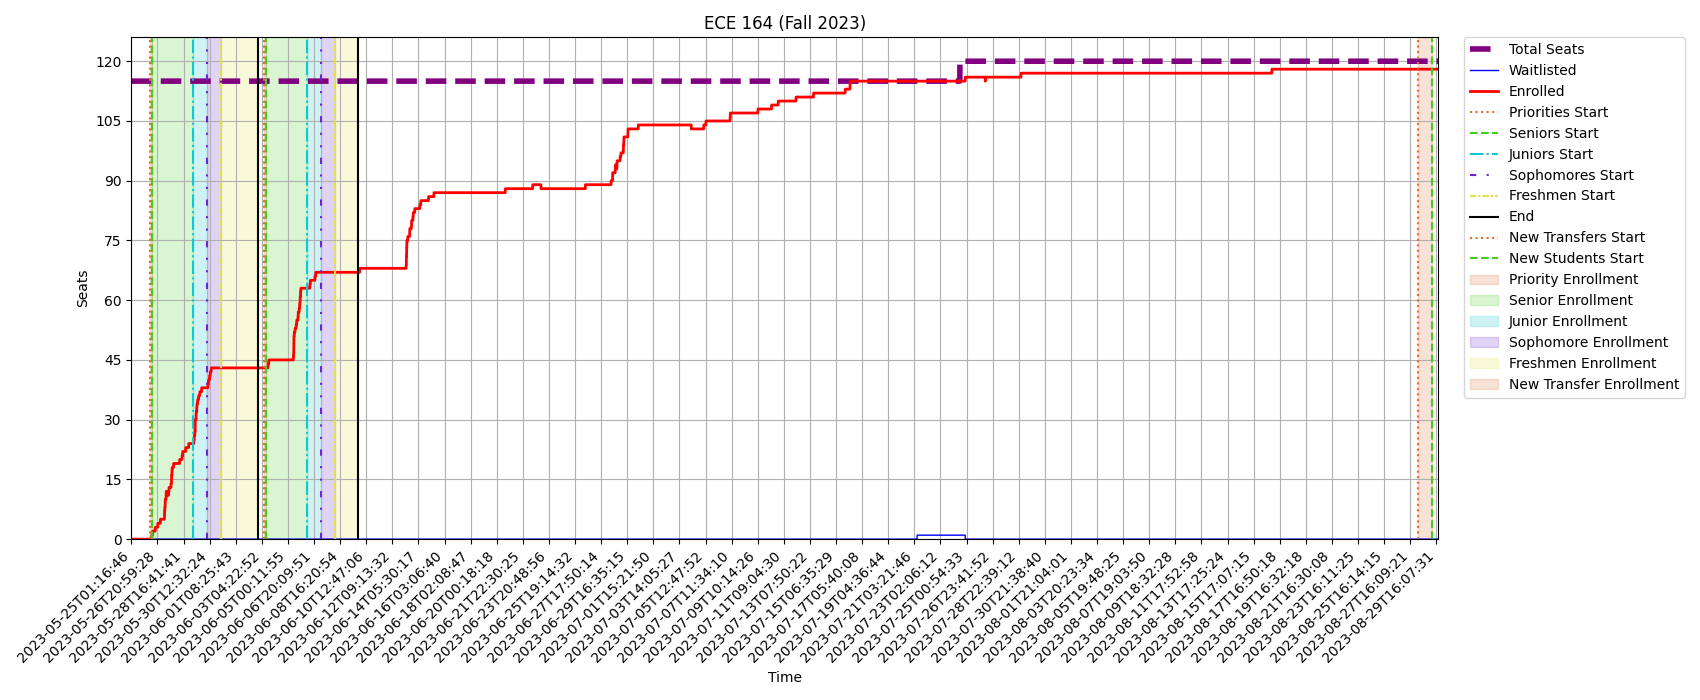 ECE 164 (Fall 2023)
Seats
120
105
90
75
60
45
30
15
0
2023-05-25T01:16:46
2023-05-26T20:59:28
2023-05-28T16:41:41
2023-05-30T12:32:24
2023-06-01T08:25:43
2023-06-03T04:22:52
2023-06-05T00:11:55
2023-06-06T20:09:51
2023-06-08T16:20:54
2023-06-10T12:47:06
2023-06-12T09:13:32
2023-06-14T05:30:17
2023-06-16T03:06:40
2023-06-18T02:08:47
2023-06-20T00:18:18
2023-06-21T22:30:25
2023-06-23T20:48:56
2023-06-25T19:14:32
2023-06-27T17:50:14
2023-06-29T16:35:15
2023-07-01T15:21:50
2023-07-03T14:05:27
2023-07-05T12:47:52
2023-07-07T11:34:10
2023-07-09T10:14:26
2023-07-11T09:04:30
2023-07-13T07:50:22
2023-07-15T06:35:29
2023-07-17T05:40:08
2023-07-19T04:36:44
2023-07-21T03:21:46
2023-07-23T02:06:12
2023-07-25T00:54:33
2023-07-26T23:41:52
2023-07-28T22:39:12
2023-07-30T21:38:40
2023-08-01T21:04:01
2023-08-03T20:23:34
2023-08-05T19:48:25
2023-08-07T19:03:50
2023-08-09T18:32:28
2023-08-11T17:52:58
2023-08-13T17:25:24
2023-08-15T17:07:15
2023-08-17T16:50:18
2023-08-19T16:32:18
2023-08-21T16:30:08
2023-08-23T16:11:25
2023-08-25T16:14:15
2023-08-27T16:09:21
2023-08-29T16:07:31
Time
Total Seats
Waitlisted
Enrolled
Priorities Start
Seniors Start
Juniors Start
Sophomores Start
Freshmen Start
End
New Transfers Start
New Students Start
Priority Enrollment
Senior Enrollment
Junior Enrollment
Sophomore Enrollment
Freshmen Enrollment
New Transfer Enrollment